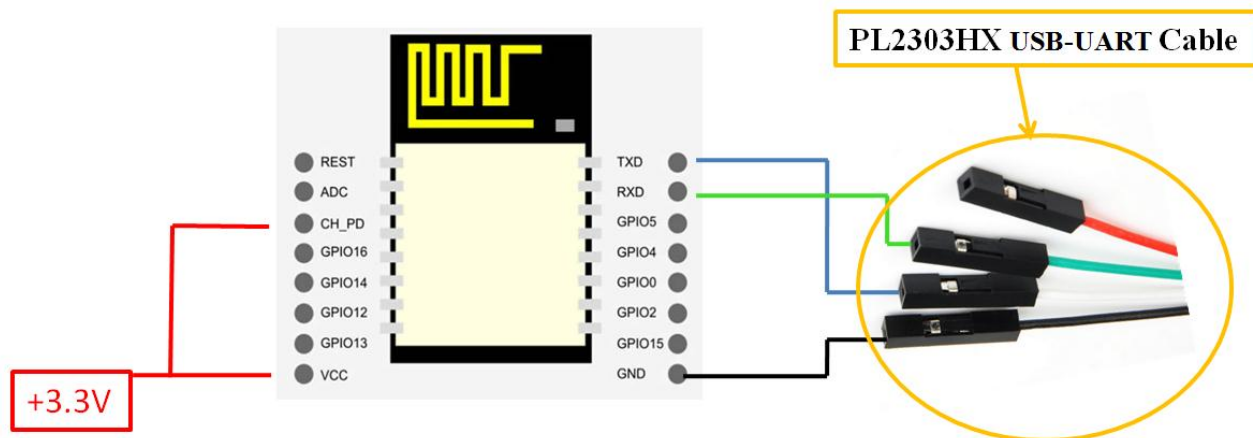 PL2303HX USB-UART Cable
REST
ADC
CH_PD
GPIO16
GPIO14
GPIO12
GPIO13
VCC
TXD
RXD
GPIO5
GPIO4
GPIO0
GPIO2
GPIO15
GND
+3.3V